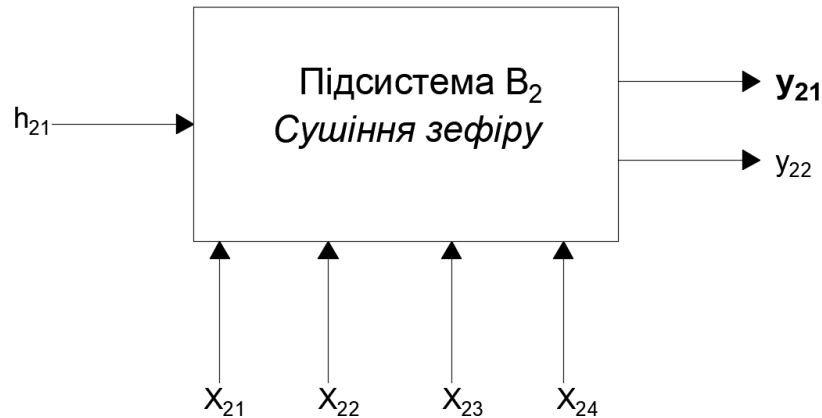 Підсистема B₂
Сушіння зефіру
h₂₁
y₂₁
y₂₂
X₂₁ X₂₂ X₂₃ X₂₄